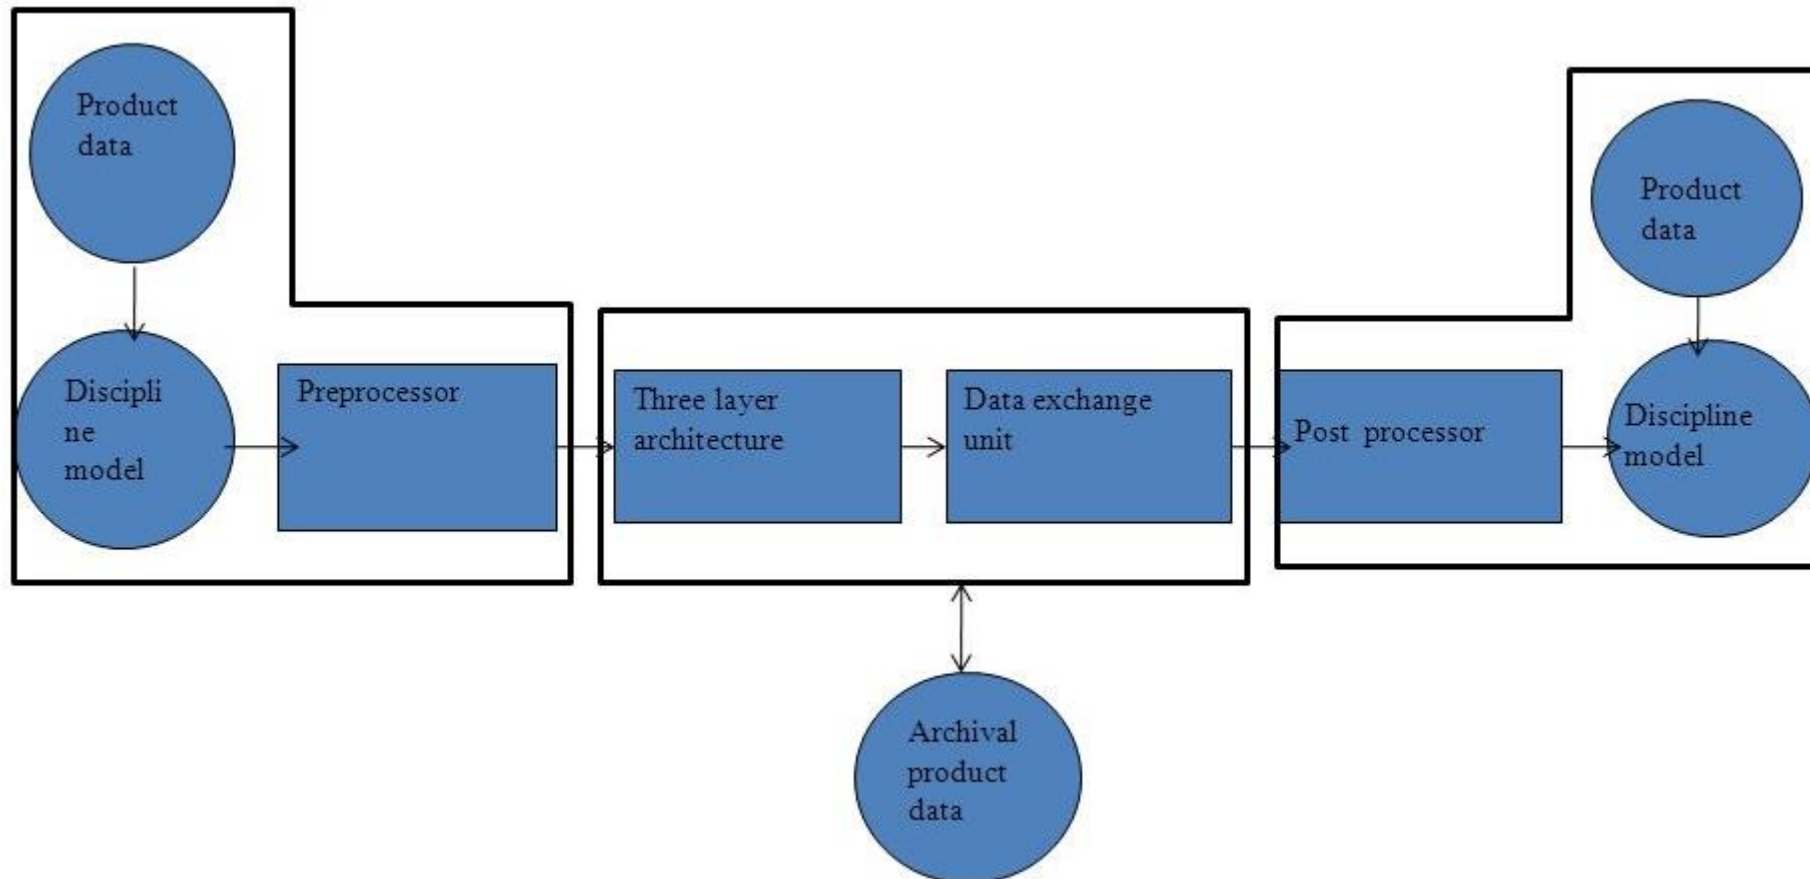 Product
data
Discipli
ne
model
Preprocessor
Three layer
architecture
Data exchange
unit
Post processor
Product
data
Discipline
model
Archival
product
data